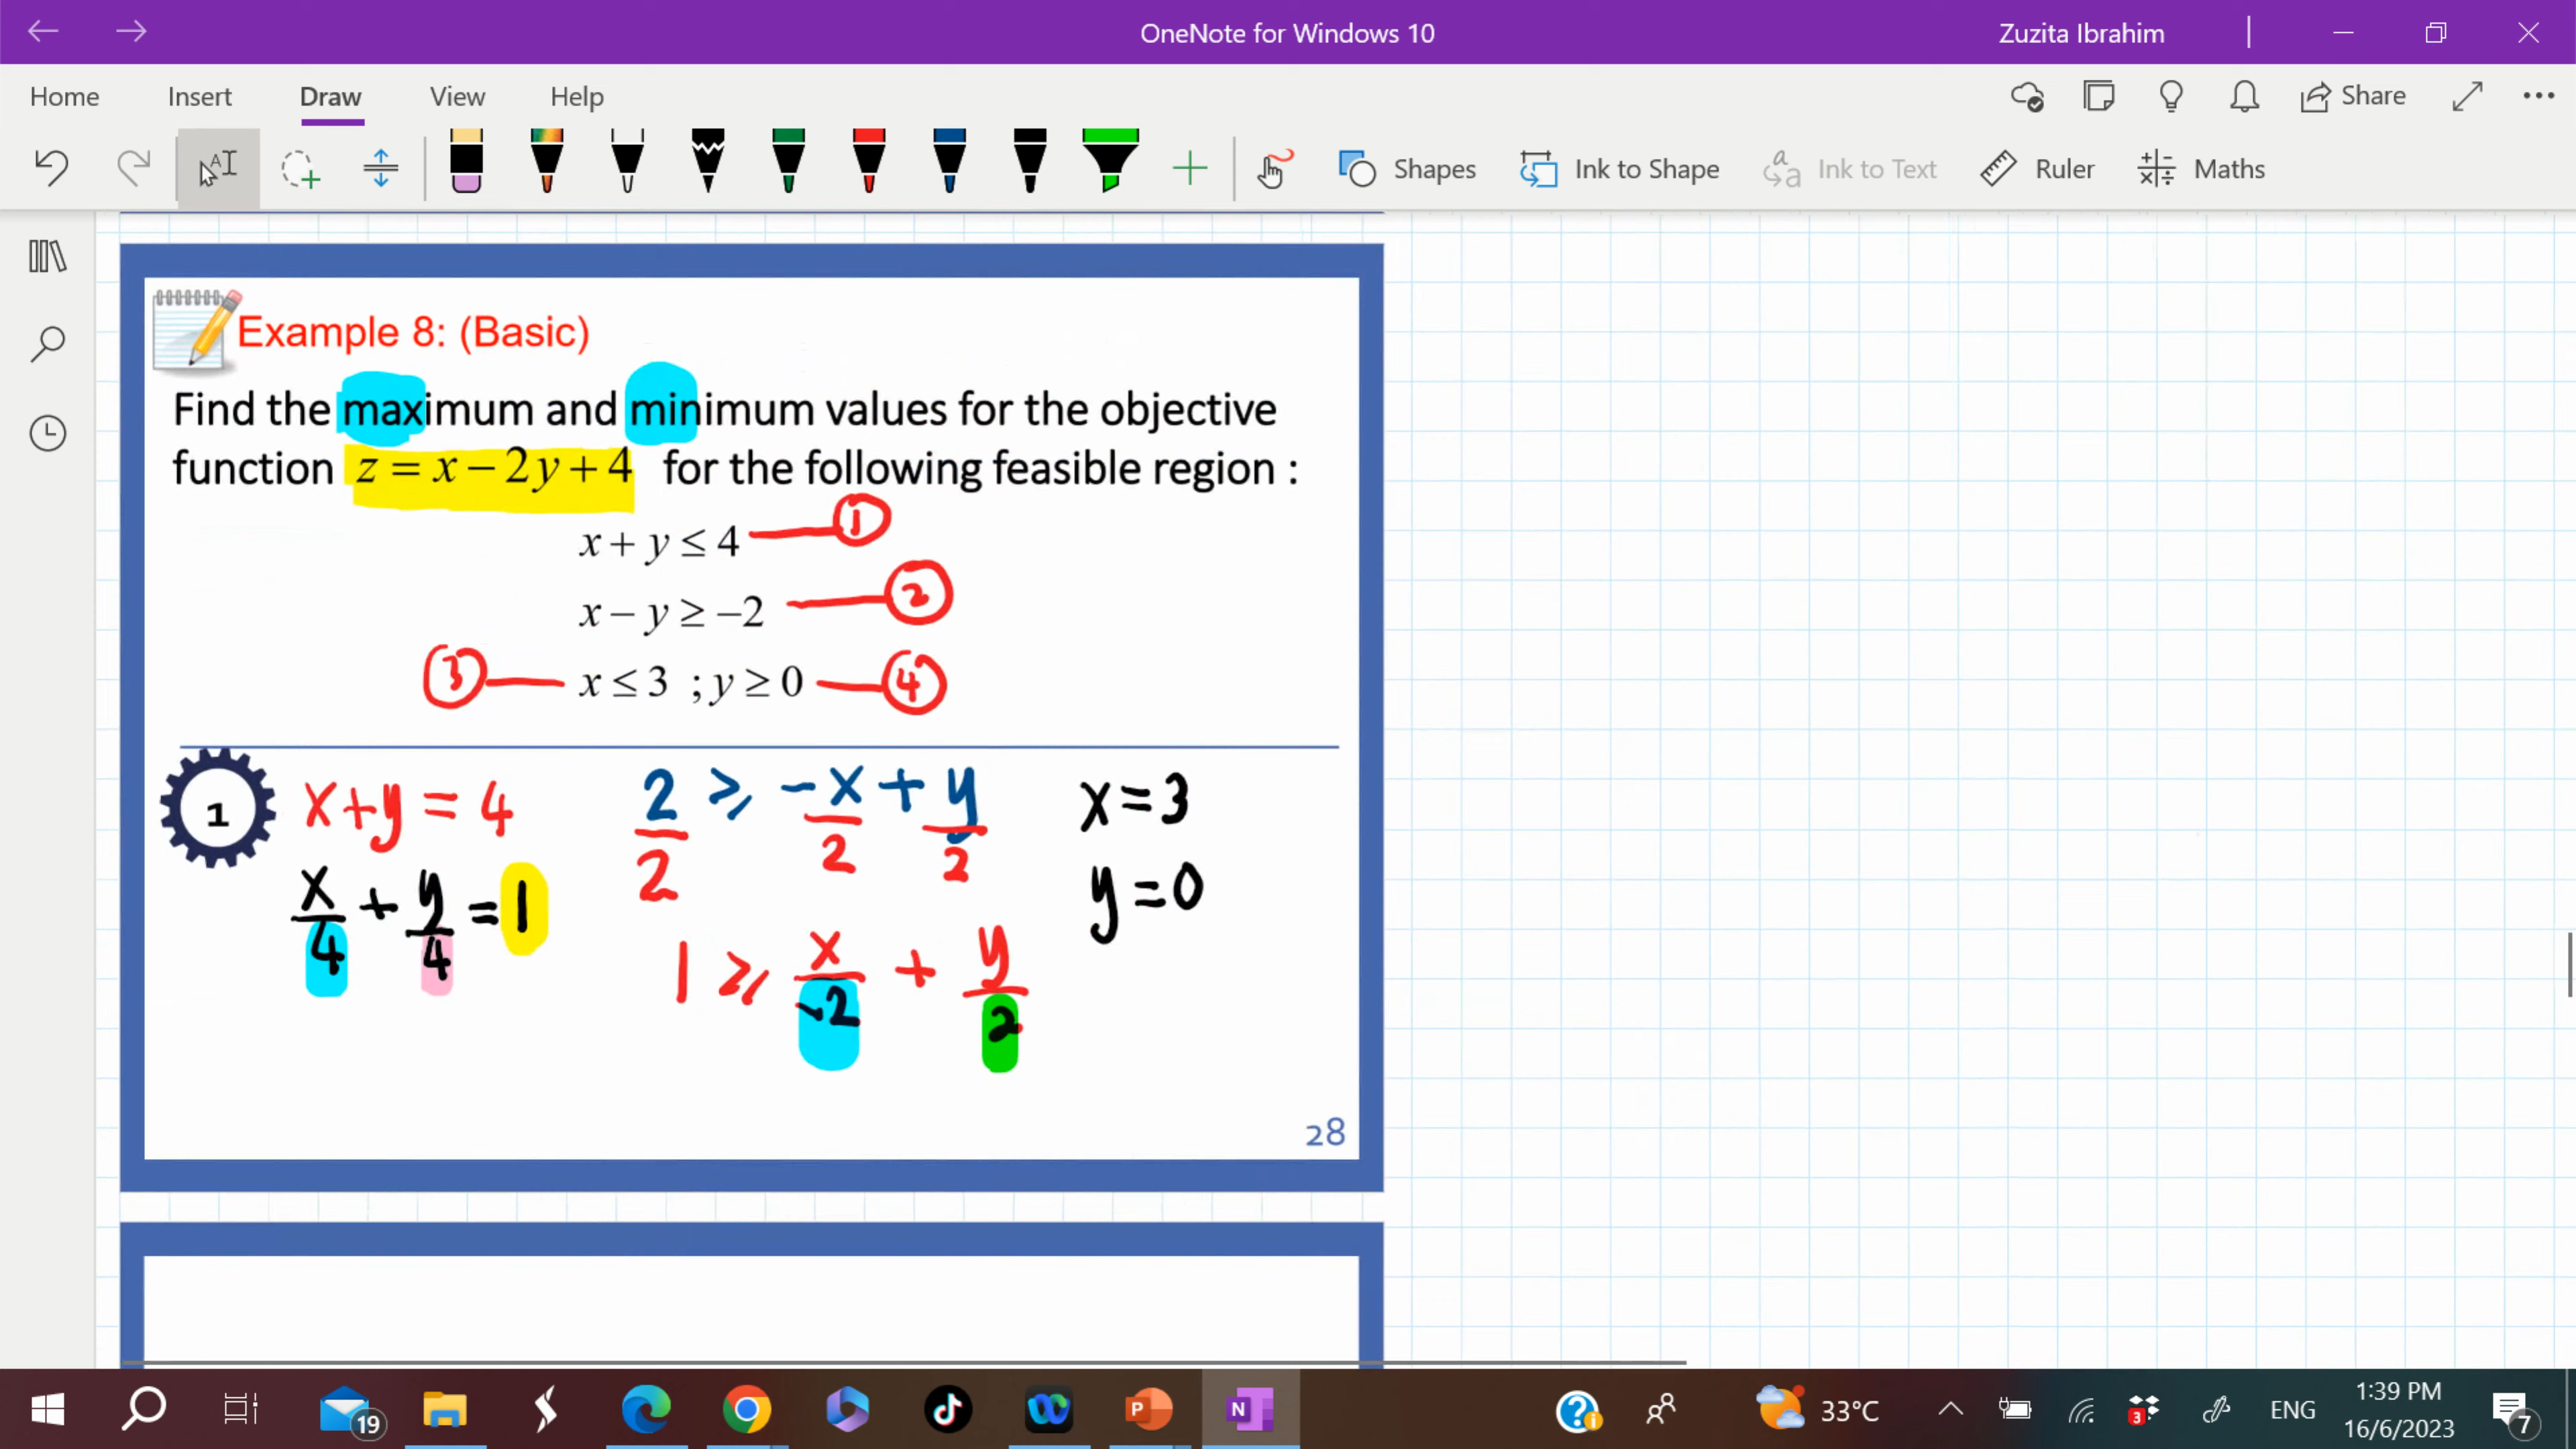 OneNote for Windows 10
Zuzita Ibrahim
Home Insert Draw View Help
Share
Shapes Ink to Shape Ink to Text Ruler Maths
Example 8: (Basic)
Find the maximum and minimum values for the objective
function z = x − 2y + 4 for the following feasible region :
x + y ≤ 4 — ①
x − y ≥ −2 — ②
③ — x ≤ 3 ; y ≥ 0 — ④
1
x+y = 4
x/4 + y/4 = 1
2/2 ≥ -x/2 + y/2
1 ≥ x/-2 + y/2
x=3
y=0
28
19
33°C
3
ENG
1:39 PM
16/6/2023
7